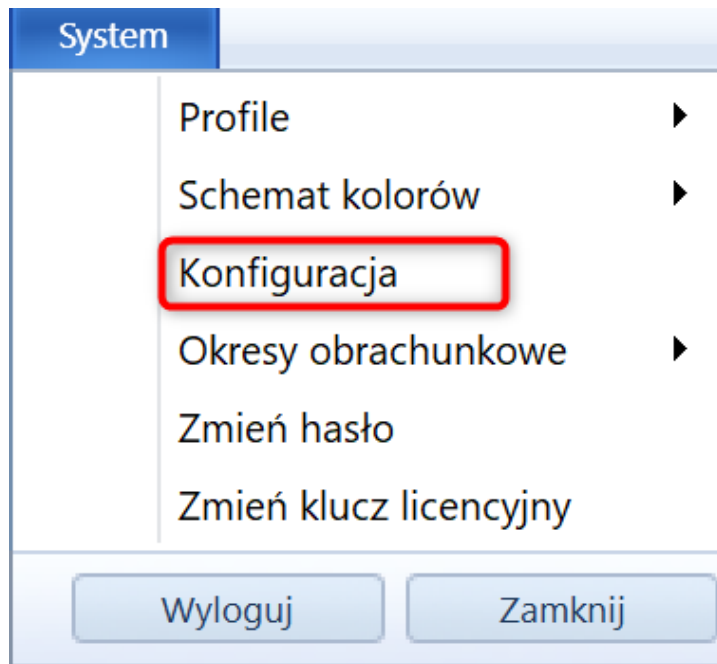 System
Profile
Schemat kolorów
Konfiguracja
Okresy obrachunkowe
Zmień hasło
Zmień klucz licencyjny
Wyloguj Zamknij